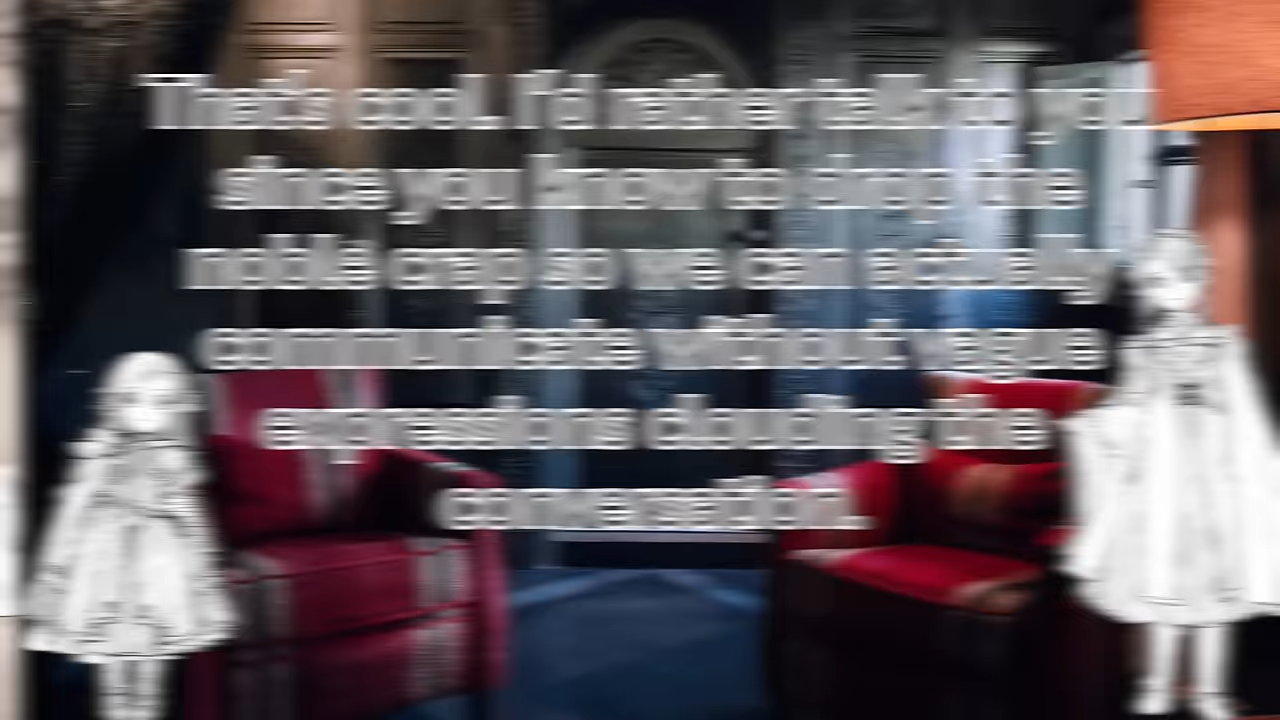 That's cool. I'd rather talk to you
since you know to drop the
noble crap so we can actually
communicate without vague
expressions clouding the
conversation.